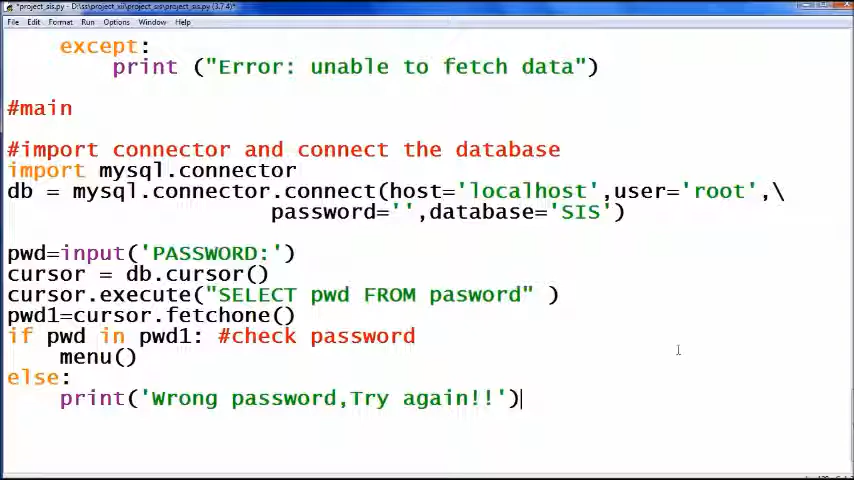 *project_sis.py - D:\ss\project_xii\project_sis\project_sis.py (3.7.4)*
File Edit Format Run Options Window Help
except:
print ("Error: unable to fetch data")
#main
#import connector and connect the database
import mysql.connector
db = mysql.connector.connect(host='localhost',user='root',\
password='',database='SIS')
pwd=input('PASSWORD:')
cursor = db.cursor()
cursor.execute("SELECT pwd FROM pasword" )
pwd1=cursor.fetchone()
if pwd in pwd1: #check password
menu()
else:
print('Wrong password,Try again!!')